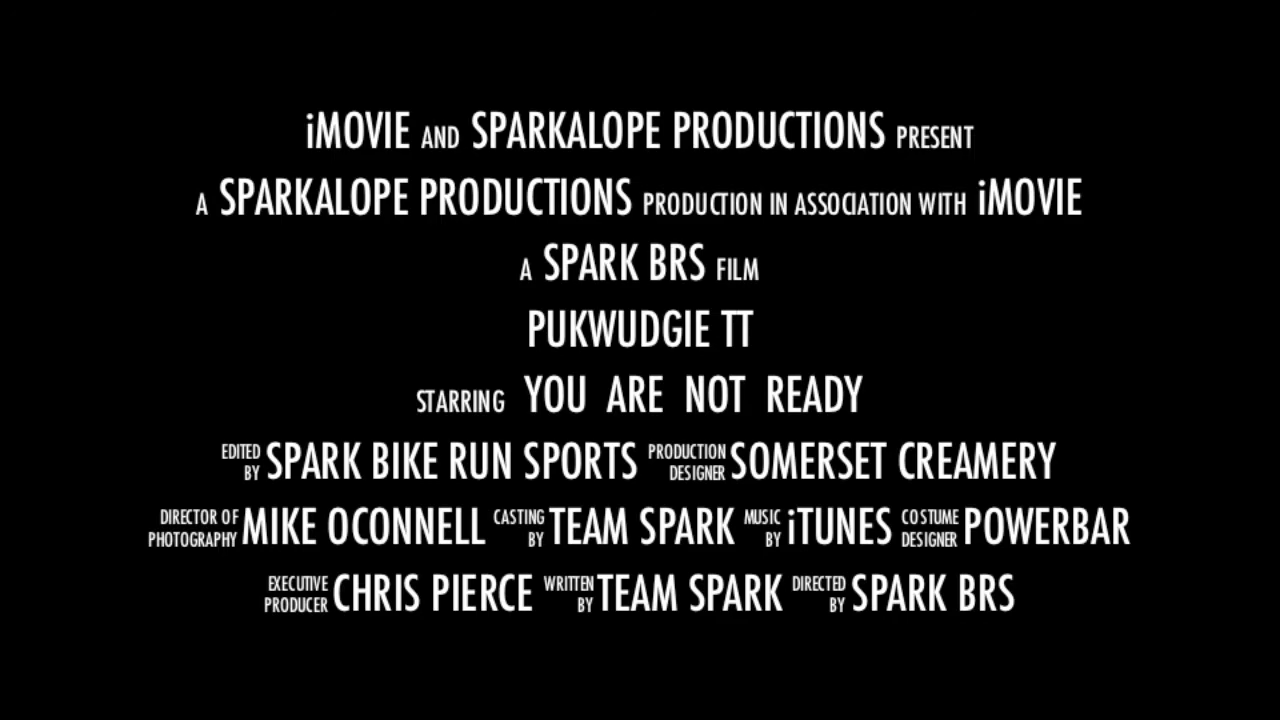 iMOVIE AND SPARKALOPE PRODUCTIONS PRESENT
A SPARKALOPE PRODUCTIONS PRODUCTION IN ASSOCIATION WITH iMOVIE
A SPARK BRS FILM
PUKWUDGIE TT
STARRING YOU ARE NOT READY
EDITED BY SPARK BIKE RUN SPORTS PRODUCTION DESIGNER SOMERSET CREAMERY
DIRECTOR OF PHOTOGRAPHY MIKE OCONNELL CASTING BY TEAM SPARK MUSIC BY iTUNES COSTUME DESIGNER POWERBAR
EXECUTIVE PRODUCER CHRIS PIERCE WRITTEN BY TEAM SPARK DIRECTED BY SPARK BRS